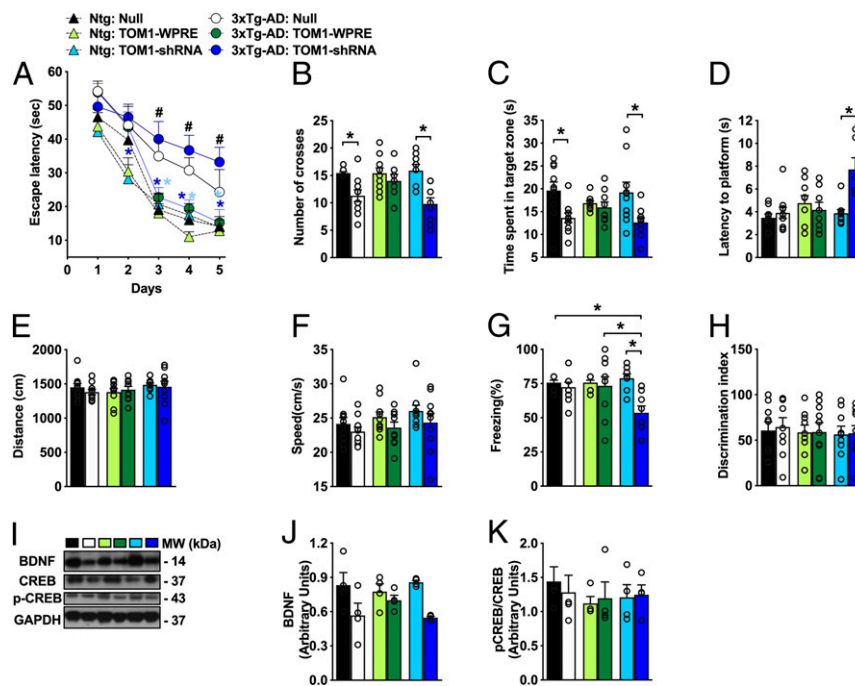 Ntg: Null
3xTg-AD: Null
Ntg: TOM1-WPRE
3xTg-AD: TOM1-WPRE
Ntg: TOM1-shRNA
3xTg-AD: TOM1-shRNA
A
Escape latency (sec)
60
50
40
30
20
10
# # #
* * * * * *
0 1 2 3 4 5
Days
B
Number of crosses
25
20
15
10
5
0
* *
C
Time spent in target zone (s)
35
30
25
20
15
10
5
* *
D
Latency to platform (s)
12
10
8
6
4
2
0
*
E
Distance (cm)
2000
1500
1000
500
0
F
Speed(cm/s)
35
30
25
20
15
G
Freezing(%)
100
75
50
25
0
*
*
*
H
Discrimination index
150
100
50
0
I
MW (kDa)
BDNF - 14
CREB - 37
p-CREB - 43
GAPDH - 37
J
BDNF
(Arbitrary Units)
1.2
0.9
0.6
0.3
0.0
K
pCREB/CREB
(Arbitrary Units)
2.0
1.5
1.0
0.5
0.0